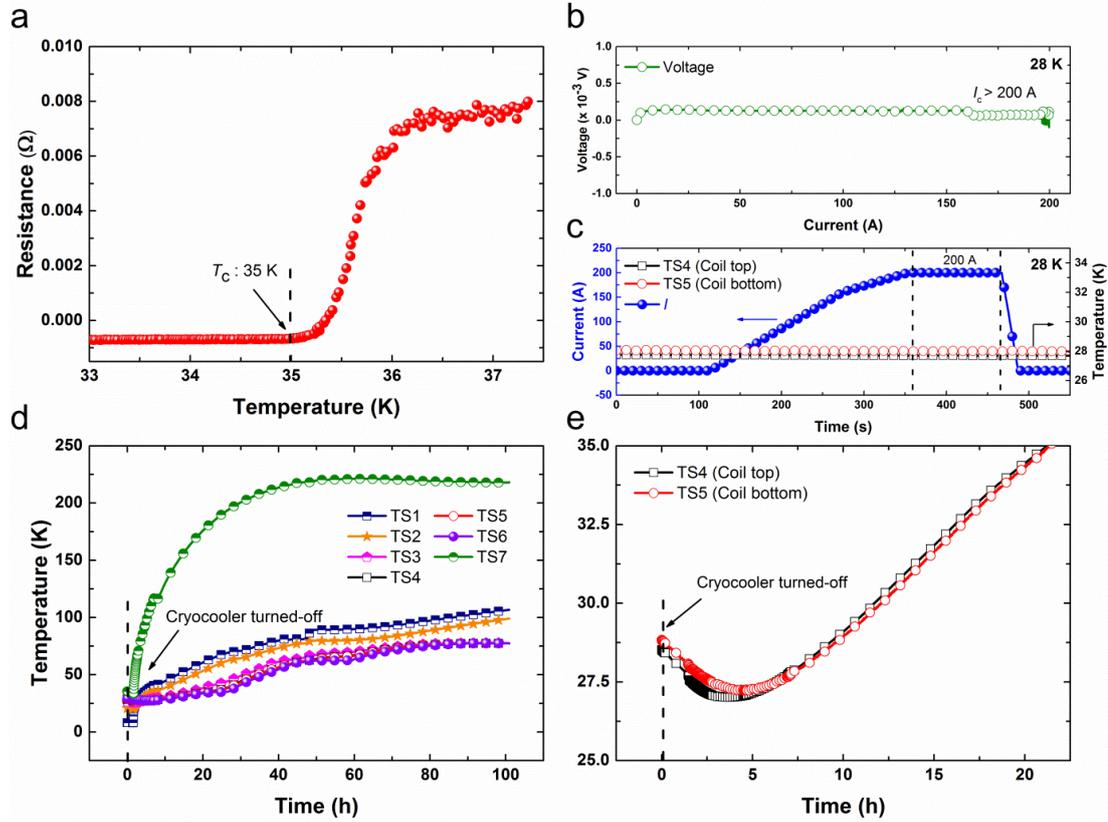 a
0.010
0.008
0.006
0.004
0.002
0.000
Resistance (Ω)
T_C : 35 K
33 34 35 36 37
Temperature (K)
b
1.0
0.5
0.0
-0.5
-1.0
Voltage (x 10⁻³ V)
Voltage
28 K
I_c > 200 A
0 50 100 150 200
Current (A)
c
250
200
150
100
50
0
-50
Current (A)
TS4 (Coil top)
TS5 (Coil bottom)
I
200 A
28 K
34
32
30
28
26
Temperature (K)
0 100 200 300 400 500
Time (s)
d
250
200
150
100
50
0
Temperature (K)
TS1 TS5
TS2 TS6
TS3 TS7
TS4
Cryocooler turned-off
0 20 40 60 80 100
Time (h)
e
35.0
32.5
30.0
27.5
25.0
TS4 (Coil top)
TS5 (Coil bottom)
Cryocooler turned-off
0 5 10 15 20
Time (h)